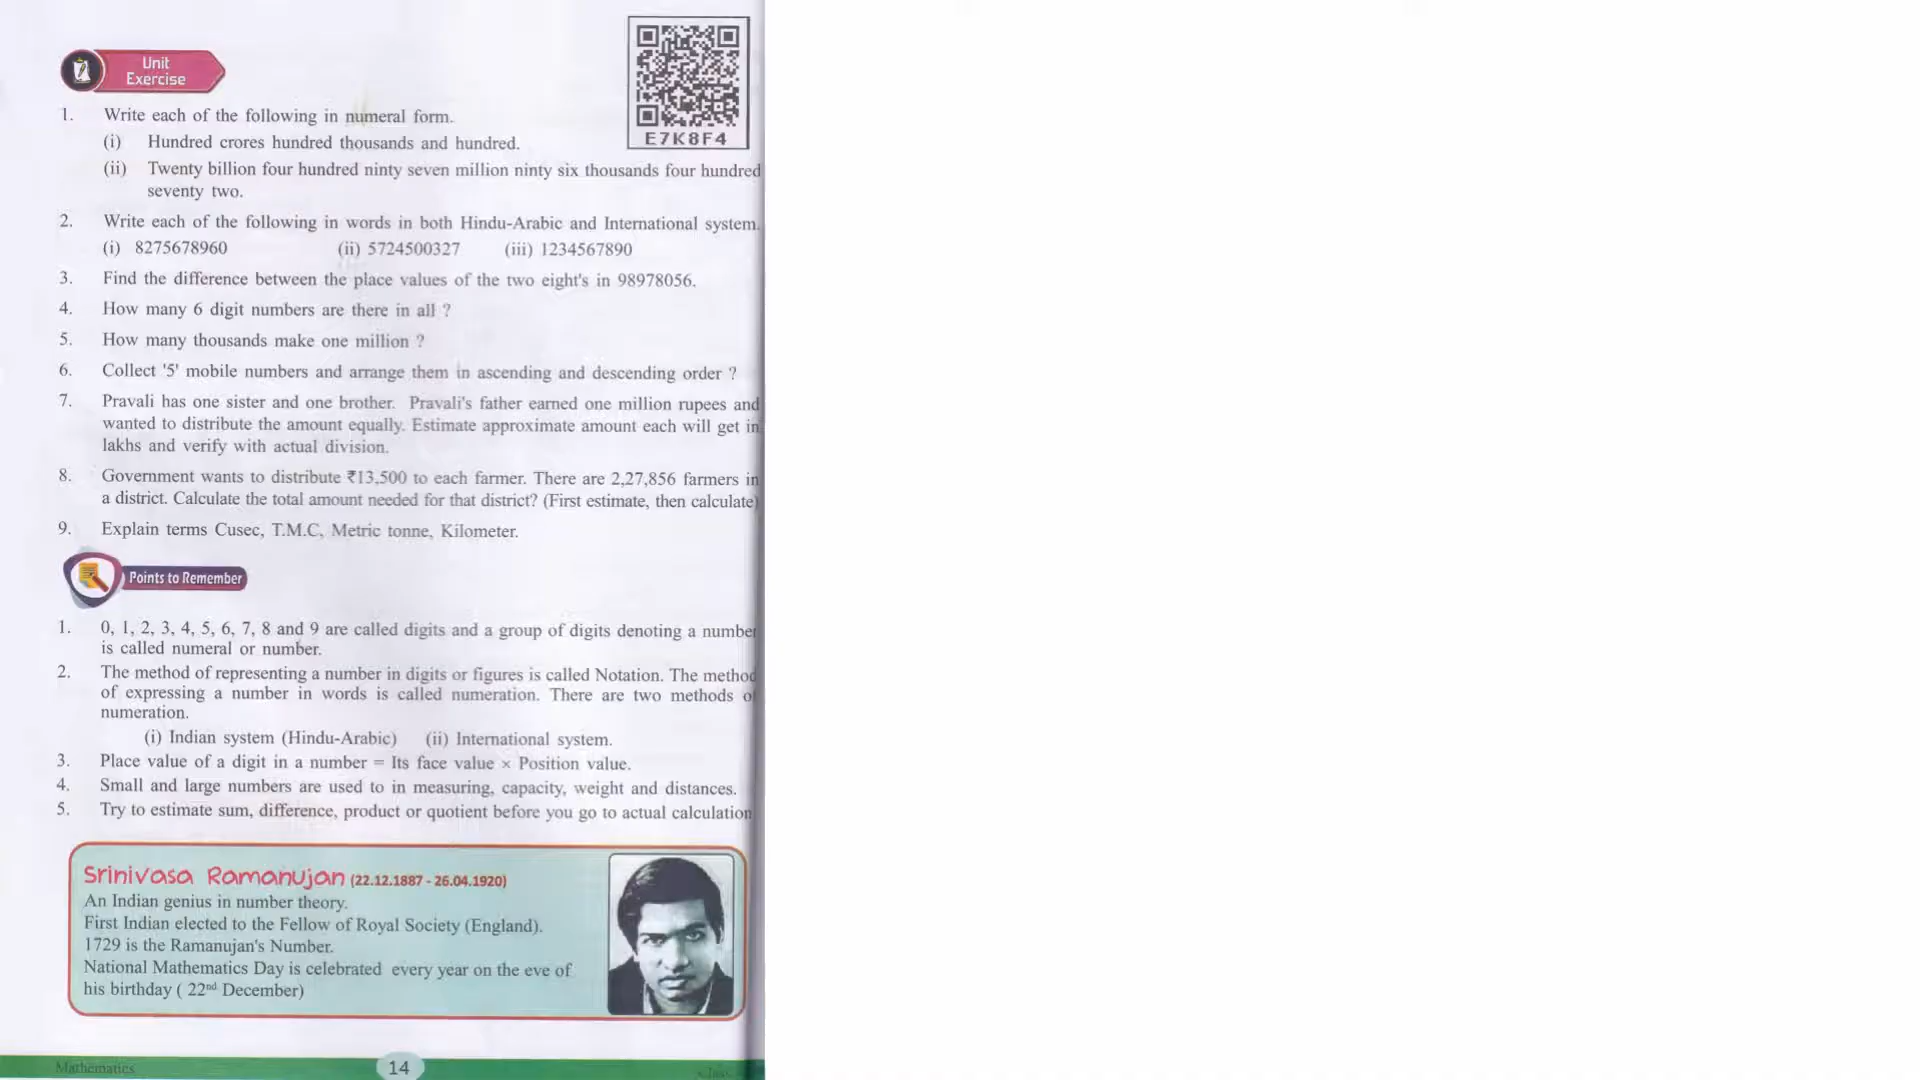 Unit
Exercise
E7K8F4
1. Write each of the following in numeral form.
(i) Hundred crores hundred thousands and hundred.
(ii) Twenty billion four hundred ninty seven million ninty six thousands four hundred
seventy two.
2. Write each of the following in words in both Hindu-Arabic and International system.
(i) 8275678960 (ii) 5724500327 (iii) 1234567890
3. Find the difference between the place values of the two eight's in 98978056.
4. How many 6 digit numbers are there in all ?
5. How many thousands make one million ?
6. Collect '5' mobile numbers and arrange them in ascending and descending order ?
7. Pravali has one sister and one brother. Pravali's father earned one million rupees and
wanted to distribute the amount equally. Estimate approximate amount each will get in
lakhs and verify with actual division.
8. Government wants to distribute ₹13,500 to each farmer. There are 2,27,856 farmers in
a district. Calculate the total amount needed for that district? (First estimate, then calculate)
9. Explain terms Cusec, T.M.C, Metric tonne, Kilometer.
Points to Remember
1. 0, 1, 2, 3, 4, 5, 6, 7, 8 and 9 are called digits and a group of digits denoting a number
is called numeral or number.
2. The method of representing a number in digits or figures is called Notation. The method
of expressing a number in words is called numeration. There are two methods of
numeration.
(i) Indian system (Hindu-Arabic) (ii) International system.
3. Place value of a digit in a number = Its face value × Position value.
4. Small and large numbers are used to in measuring, capacity, weight and distances.
5. Try to estimate sum, difference, product or quotient before you go to actual calculation
Srinivasa Ramanujan (22.12.1887 - 26.04.1920)
An Indian genius in number theory.
First Indian elected to the Fellow of Royal Society (England).
1729 is the Ramanujan's Number.
National Mathematics Day is celebrated every year on the eve of
his birthday ( 22nd December)
Mathematics 14